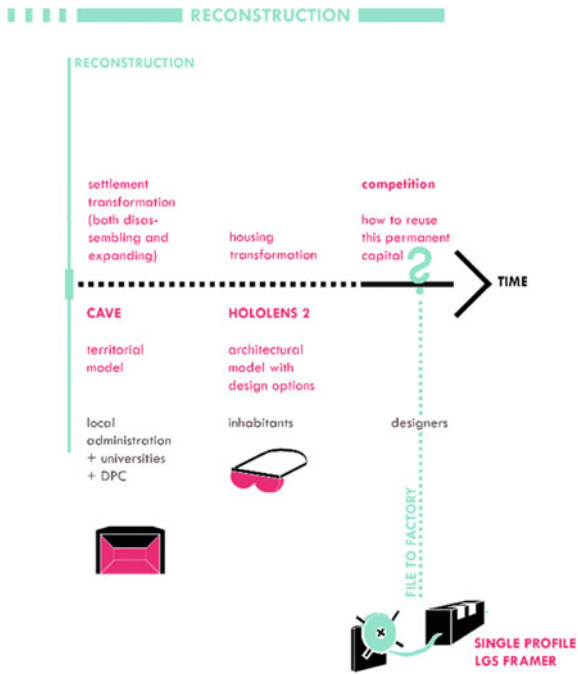 RECONSTRUCTION
RECONSTRUCTION
settlement
transformation
(both disas-
sembling and
expanding)
housing
transformation
competition
how to reuse
this permanent
capital
TIME
CAVE
territorial
model
local
administration
+ universities
+ DPC
HOLOLENS 2
architectural
model with
design options
inhabitants
designers
FILE TO FACTORY
SINGLE PROFILE
LGS FRAMER